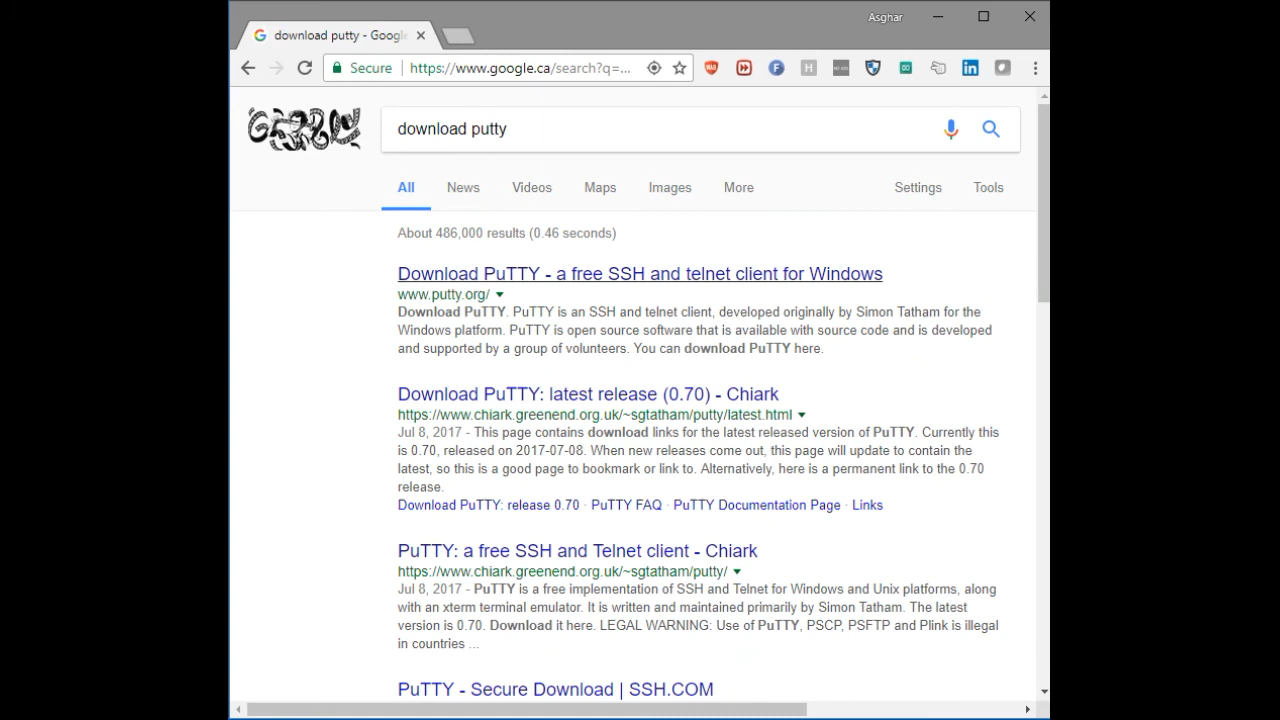 Asghar
download putty - Google
Secure https://www.google.ca/search?q=...
download putty
All News Videos Maps Images More Settings Tools
About 486,000 results (0.46 seconds)
Download PuTTY - a free SSH and telnet client for Windows
www.putty.org/
Download PuTTY. PuTTY is an SSH and telnet client, developed originally by Simon Tatham for the
Windows platform. PuTTY is open source software that is available with source code and is developed
and supported by a group of volunteers. You can download PuTTY here.
Download PuTTY: latest release (0.70) - Chiark
https://www.chiark.greenend.org.uk/~sgtatham/putty/latest.html
Jul 8, 2017 - This page contains download links for the latest released version of PuTTY. Currently this
is 0.70, released on 2017-07-08. When new releases come out, this page will update to contain the
latest, so this is a good page to bookmark or link to. Alternatively, here is a permanent link to the 0.70
release.
Download PuTTY: release 0.70 · PuTTY FAQ · PuTTY Documentation Page · Links
PuTTY: a free SSH and Telnet client - Chiark
https://www.chiark.greenend.org.uk/~sgtatham/putty/
Jul 8, 2017 - PuTTY is a free implementation of SSH and Telnet for Windows and Unix platforms, along
with an xterm terminal emulator. It is written and maintained primarily by Simon Tatham. The latest
version is 0.70. Download it here. LEGAL WARNING: Use of PuTTY, PSCP, PSFTP and Plink is illegal
in countries ...
PuTTY - Secure Download | SSH.COM